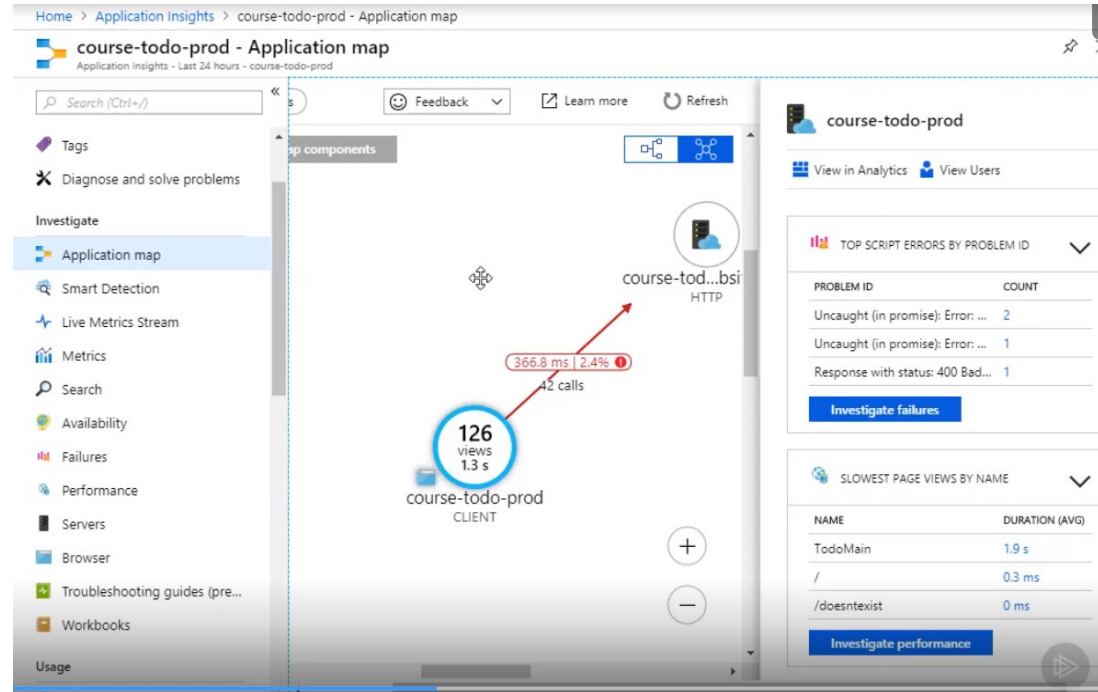 Home > Application Insights > course-todo-prod - Application map
course-todo-prod - Application map
Application Insights - Last 24 hours - course-todo-prod
Search (Ctrl+/)
«
Tags
Diagnose and solve problems
Investigate
Application map
Smart Detection
Live Metrics Stream
Metrics
Search
Availability
Failures
Performance
Servers
Browser
Troubleshooting guides (pre...
Workbooks
Usage
s
Feedback
Learn more
Refresh
components
course-tod...bsi
HTTP
366.8 ms | 2.4%
42 calls
126
views
1.3 s
course-todo-prod
CLIENT
course-todo-prod
View in Analytics
View Users
TOP SCRIPT ERRORS BY PROBLEM ID
PROBLEM ID COUNT
Uncaught (in promise): Error: ... 2
Uncaught (in promise): Error: ... 1
Response with status: 400 Bad... 1
Investigate failures
SLOWEST PAGE VIEWS BY NAME
NAME DURATION (AVG)
TodoMain 1.9 s
/ 0.3 ms
/doesntexist 0 ms
Investigate performance